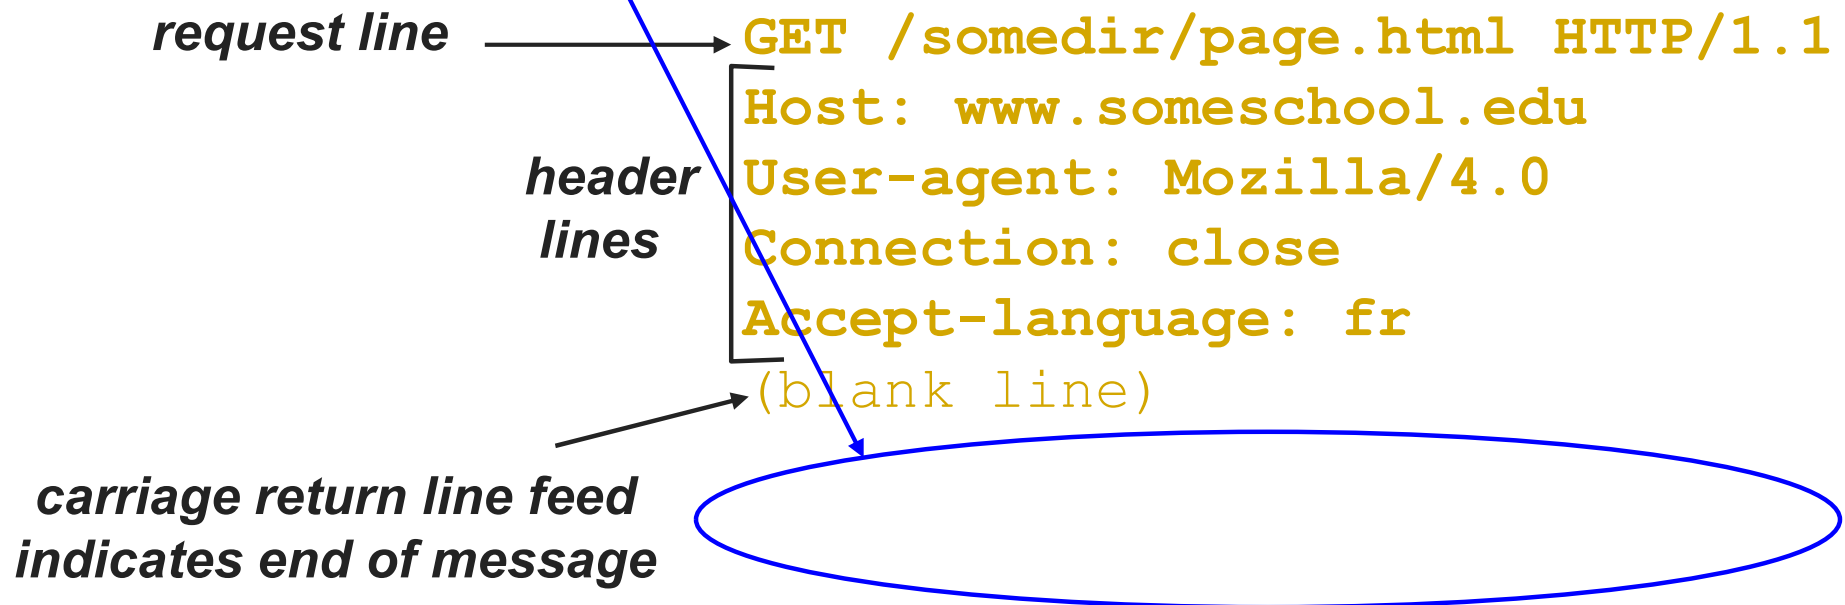 request line
GET /somedir/page.html HTTP/1.1
Host: www.someschool.edu
User-agent: Mozilla/4.0
Connection: close
Accept-language: fr
header
lines
(blank line)
carriage return line feed
indicates end of message